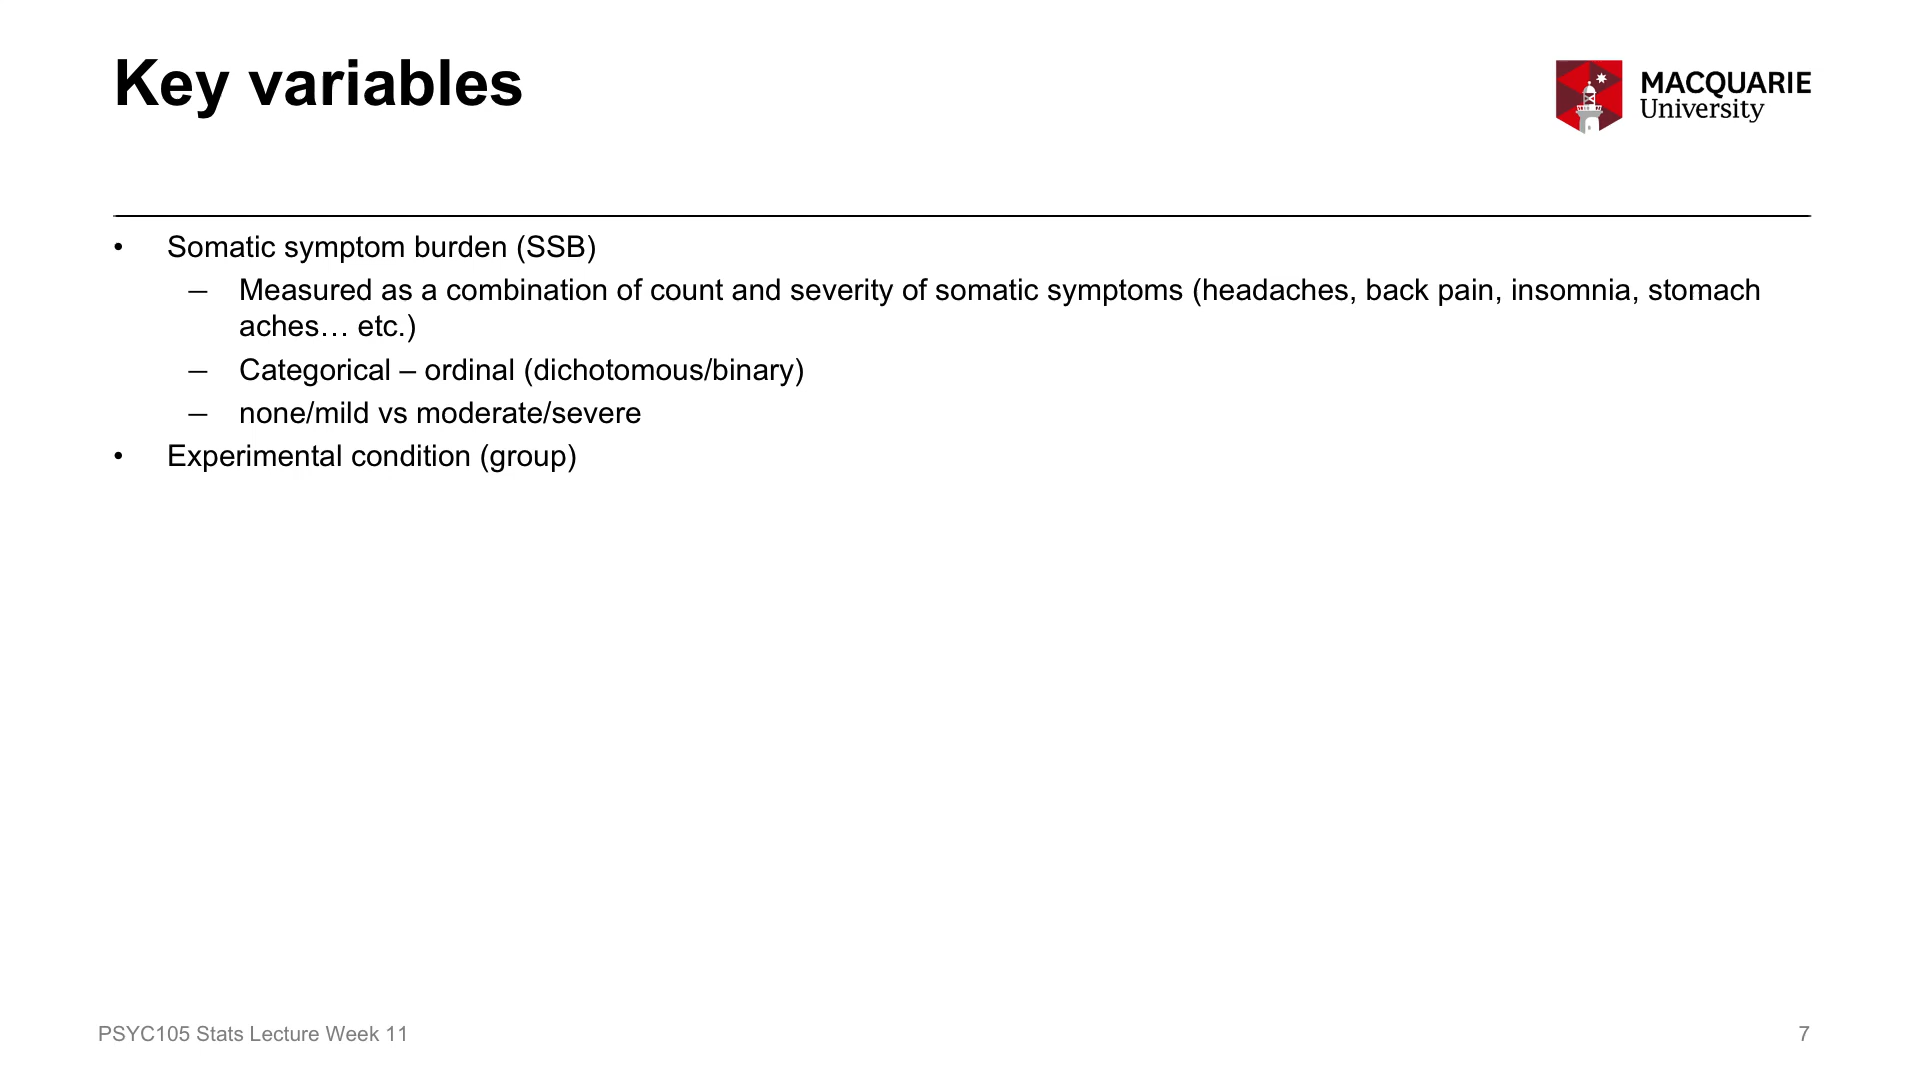 Key variables
MACQUARIE
University
• Somatic symptom burden (SSB)
— Measured as a combination of count and severity of somatic symptoms (headaches, back pain, insomnia, stomach
aches… etc.)
— Categorical – ordinal (dichotomous/binary)
— none/mild vs moderate/severe
• Experimental condition (group)
PSYC105 Stats Lecture Week 11
7